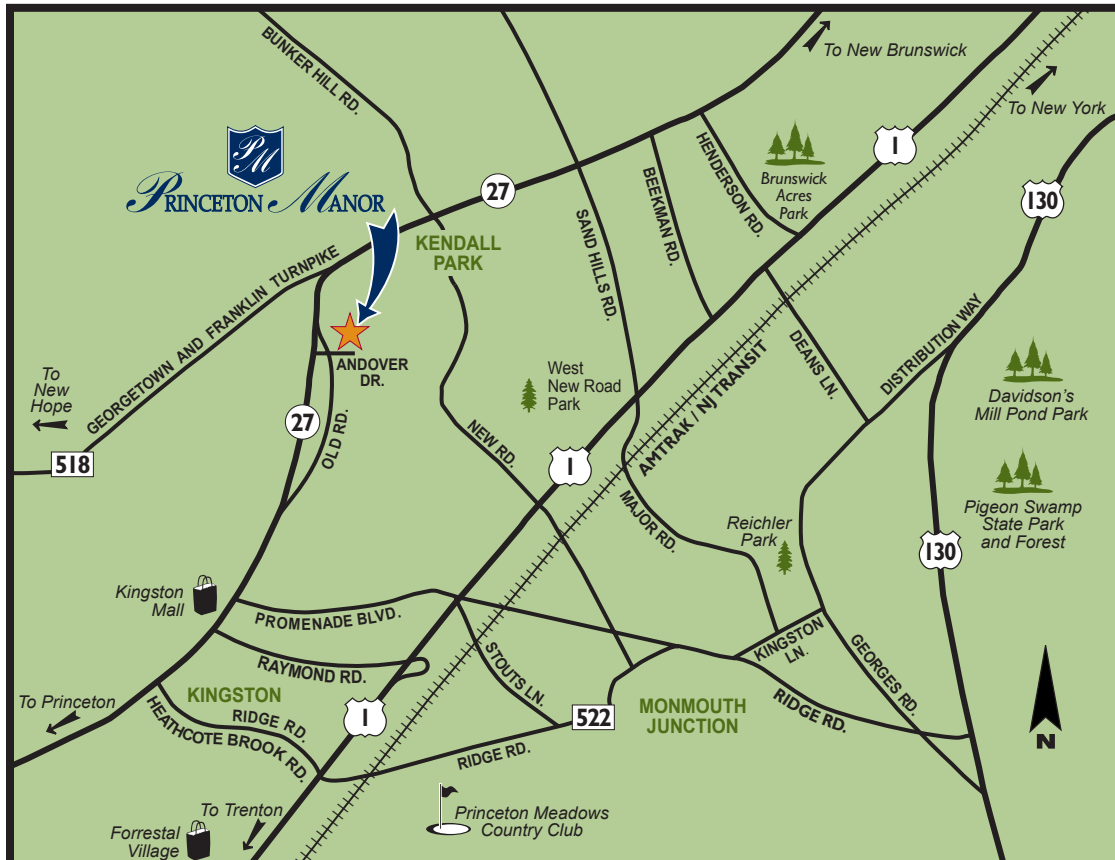 BUNKER HILL RD.
To New Brunswick
To New York
1
PM
PRINCETON MANOR
27
KENDALL
PARK
SAND HILLS RD.
BEEKMAN RD.
HENDERSON RD.
Brunswick
Acres
Park
130
GEORGETOWN AND FRANKLIN TURNPIKE
ANDOVER
DR.
To
New
Hope
518
27
OLD RD.
West
New Road
Park
DEANS LN.
DISTRIBUTION WAY
AMTRAK / NJ TRANSIT
Davidson's
Mill Pond Park
NEW RD.
1
MAJOR RD.
Reichler
Park
Pigeon Swamp
State Park
and Forest
130
Kingston
Mall
PROMENADE BLVD.
RAYMOND RD.
STOUTS LN.
KINGSTON
LN.
GEORGES RD.
To Princeton
KINGSTON
RIDGE RD.
HEATHCOTE BROOK RD.
1
522
MONMOUTH
JUNCTION
RIDGE RD.
RIDGE RD.
N
To Trenton
Forrestal
Village
Princeton Meadows
Country Club